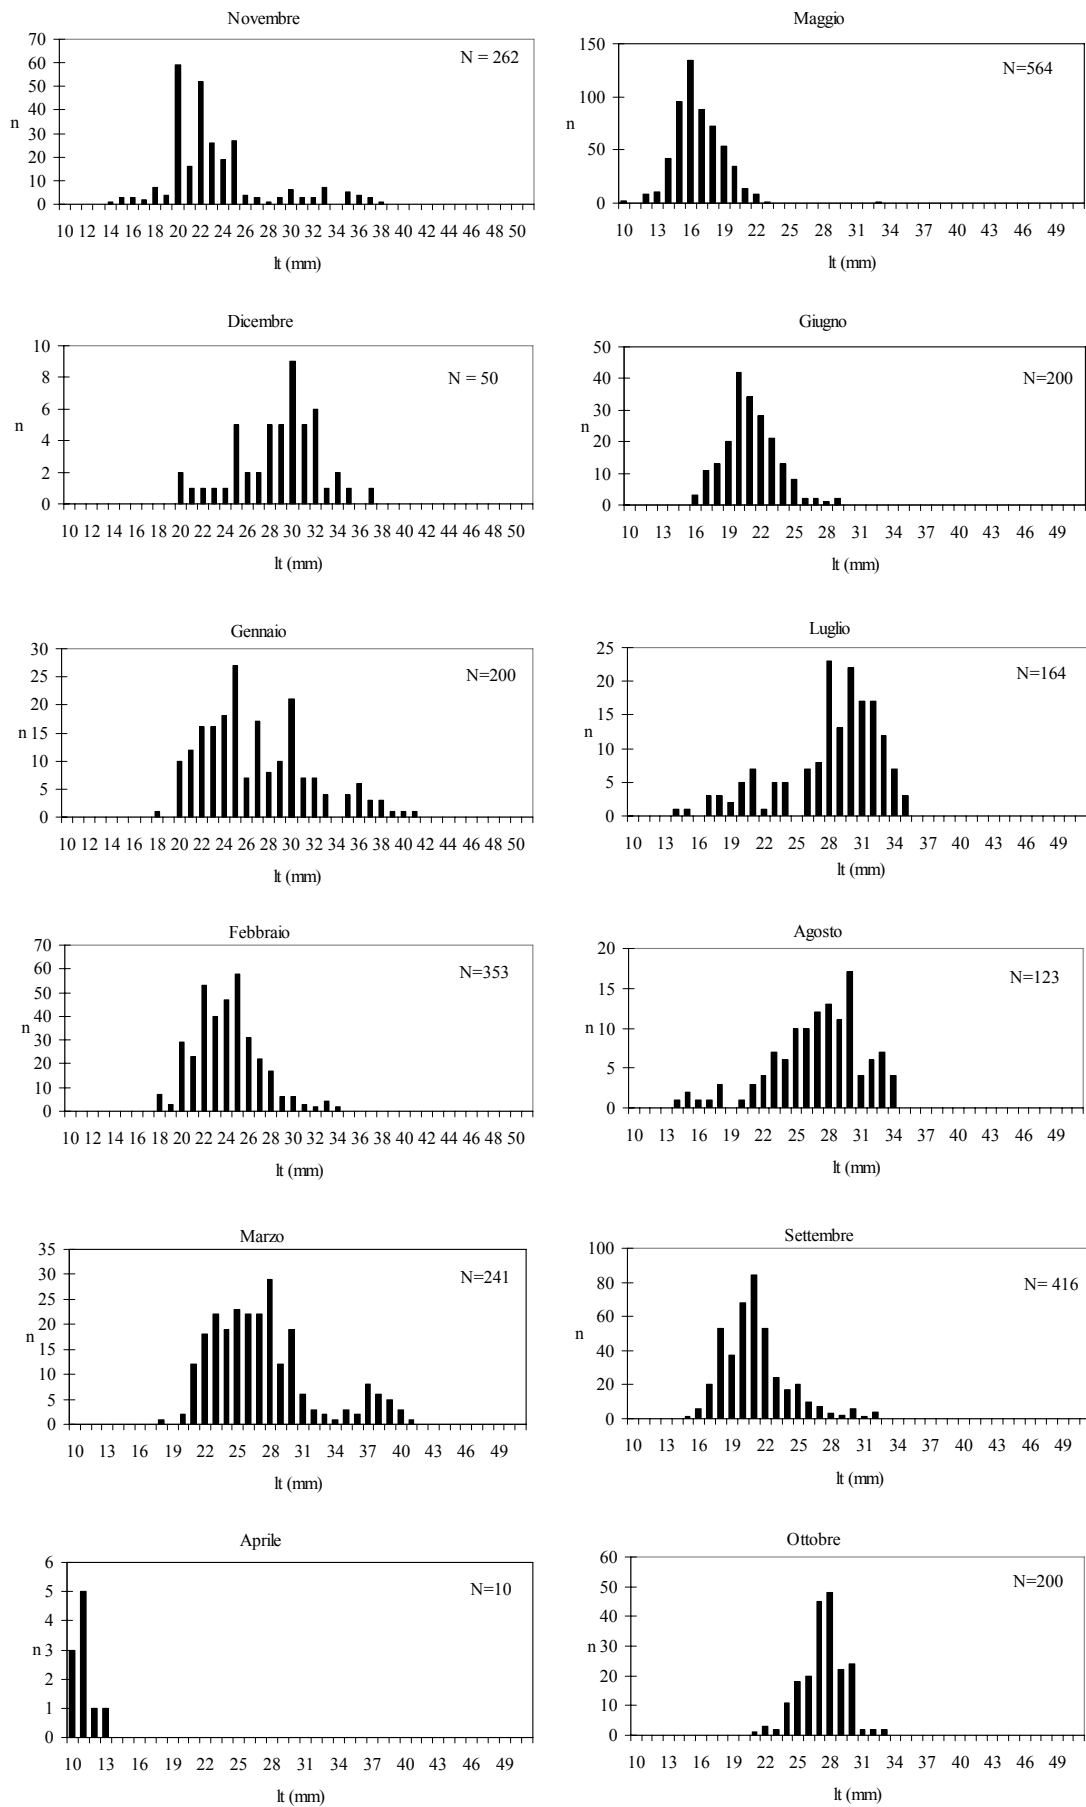 Novembre
N = 262
70
60
50
40
30
20
10
0
n
10 12 14 16 18 20 22 24 26 28 30 32 34 36 38 40 42 44 46 48 50
lt (mm)
Maggio
N=564
150
100
50
0
n
10 13 16 19 22 25 28 31 34 37 40 43 46 49
lt (mm)
Dicembre
N = 50
10
8
6
4
2
0
n
10 12 14 16 18 20 22 24 26 28 30 32 34 36 38 40 42 44 46 48 50
lt (mm)
Giugno
N=200
50
40
30
20
10
0
n
10 13 16 19 22 25 28 31 34 37 40 43 46 49
lt (mm)
Gennaio
N=200
30
25
20
15
10
5
0
n
10 12 14 16 18 20 22 24 26 28 30 32 34 36 38 40 42 44 46 48 50
lt (mm)
Luglio
N=164
25
20
15
10
5
0
n
10 13 16 19 22 25 28 31 34 37 40 43 46 49
lt (mm)
Febbraio
N=353
70
60
50
40
30
20
10
0
n
10 12 14 16 18 20 22 24 26 28 30 32 34 36 38 40 42 44 46 48 50
lt (mm)
Agosto
N=123
20
15
10
5
0
n
10 13 16 19 22 25 28 31 34 37 40 43 46 49
lt (mm)
Marzo
N=241
35
30
25
20
15
10
5
0
n
10 13 16 19 22 25 28 31 34 37 40 43 46 49
lt (mm)
Settembre
N= 416
100
80
60
40
20
0
n
10 13 16 19 22 25 28 31 34 37 40 43 46 49
lt (mm)
Aprile
N=10
6
5
4
3
2
1
0
n
10 13 16 19 22 25 28 31 34 37 40 43 46 49
lt (mm)
Ottobre
N=200
60
50
40
30
20
10
0
n
10 13 16 19 22 25 28 31 34 37 40 43 46 49
lt (mm)